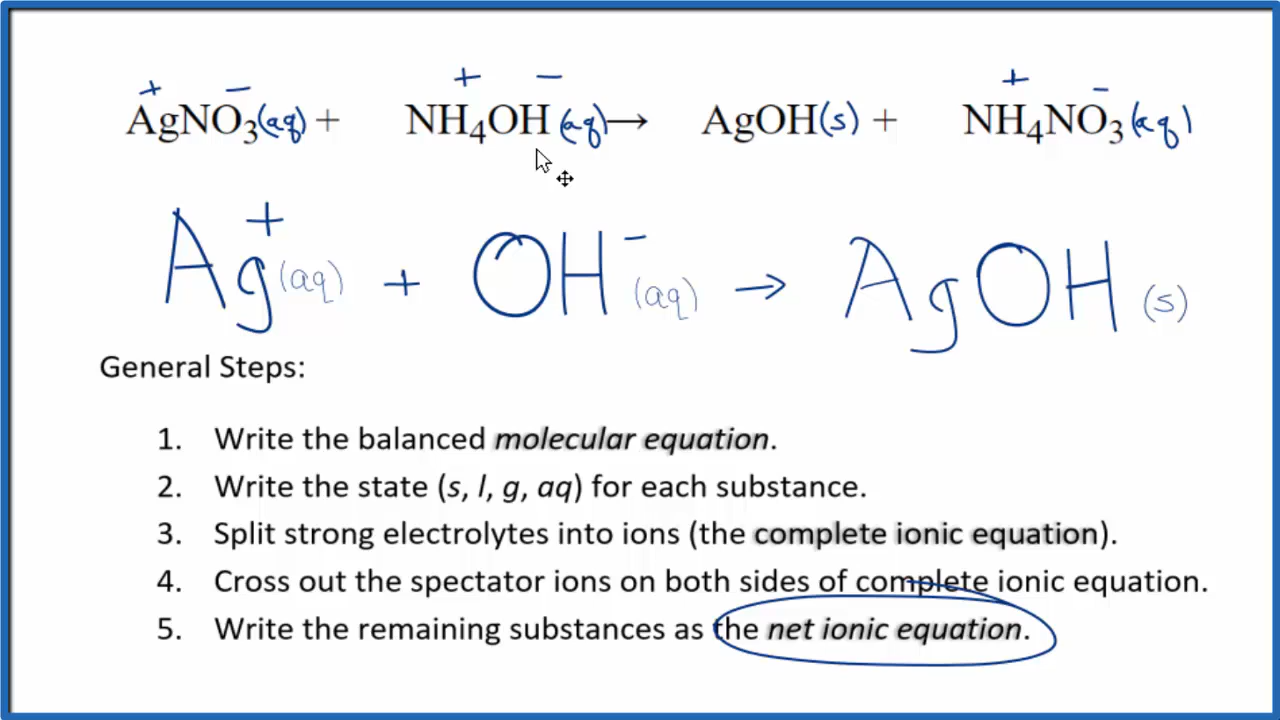 + − + − + −
AgNO₃(aq) + NH₄OH(aq) → AgOH(s) + NH₄NO₃(aq)
Ag⁺(aq) + OH⁻(aq) → AgOH(s)
General Steps:
1. Write the balanced molecular equation.
2. Write the state (s, l, g, aq) for each substance.
3. Split strong electrolytes into ions (the complete ionic equation).
4. Cross out the spectator ions on both sides of complete ionic equation.
5. Write the remaining substances as the net ionic equation.